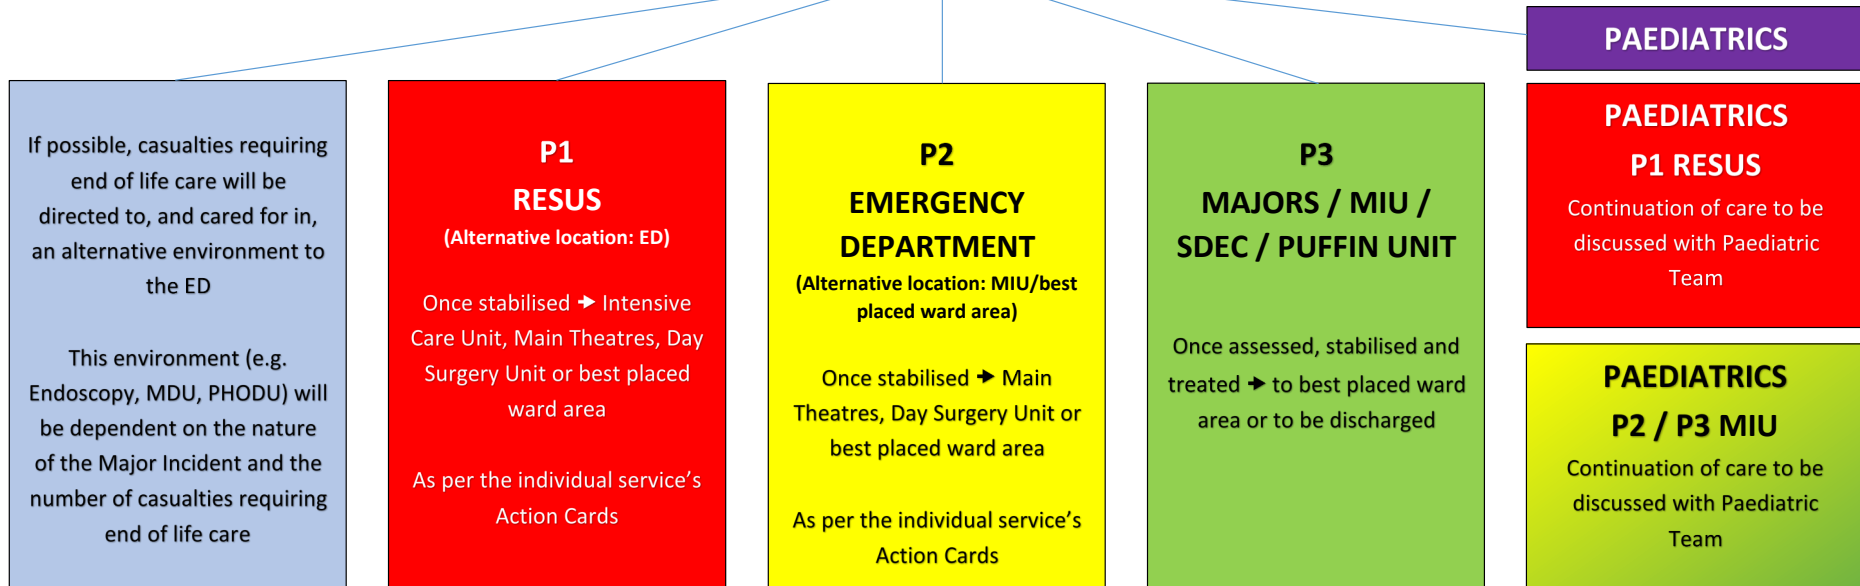 If possible, casualties requiring
end of life care will be
directed to, and cared for in,
an alternative environment to
the ED
This environment (e.g.
Endoscopy, MDU, PHODU) will
be dependent on the nature
of the Major Incident and the
number of casualties requiring
end of life care
P1
RESUS
(Alternative location: ED)
Once stabilised → Intensive
Care Unit, Main Theatres, Day
Surgery Unit or best placed
ward area
As per the individual service’s
Action Cards
P2
EMERGENCY
DEPARTMENT
(Alternative location: MIU/best
placed ward area)
Once stabilised → Main
Theatres, Day Surgery Unit or
best placed ward area
As per the individual service’s
Action Cards
P3
MAJORS / MIU /
SDEC / PUFFIN UNIT
Once assessed, stabilised and
treated → to best placed ward
area or to be discharged
PAEDIATRICS
PAEDIATRICS
P1 RESUS
Continuation of care to be
discussed with Paediatric
Team
PAEDIATRICS
P2 / P3 MIU
Continuation of care to be
discussed with Paediatric
Team